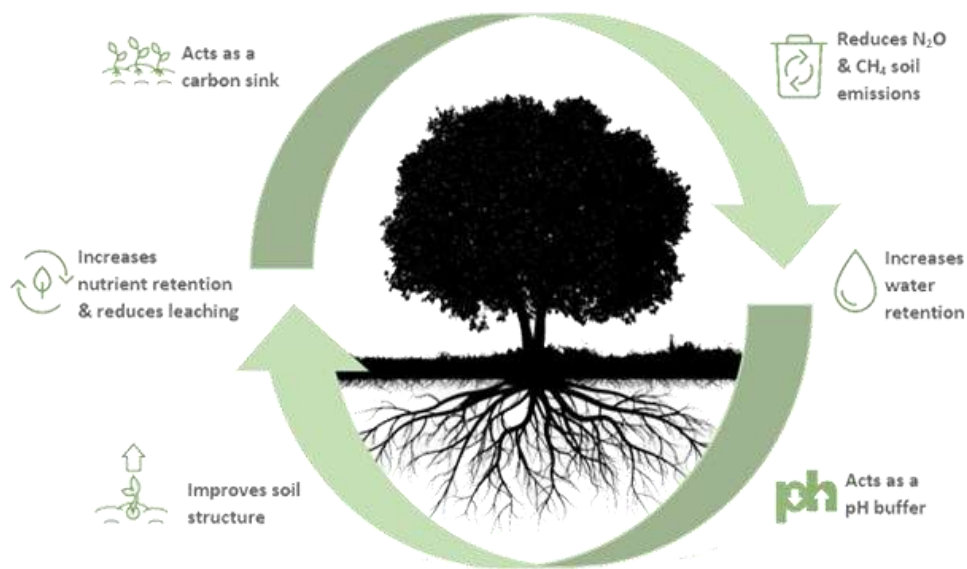 Acts as a
carbon sink
Reduces N₂O
& CH₄ soil
emissions
Increases
nutrient retention
& reduces leaching
Increases
water
retention
Improves soil
structure
ph
Acts as a
pH buffer